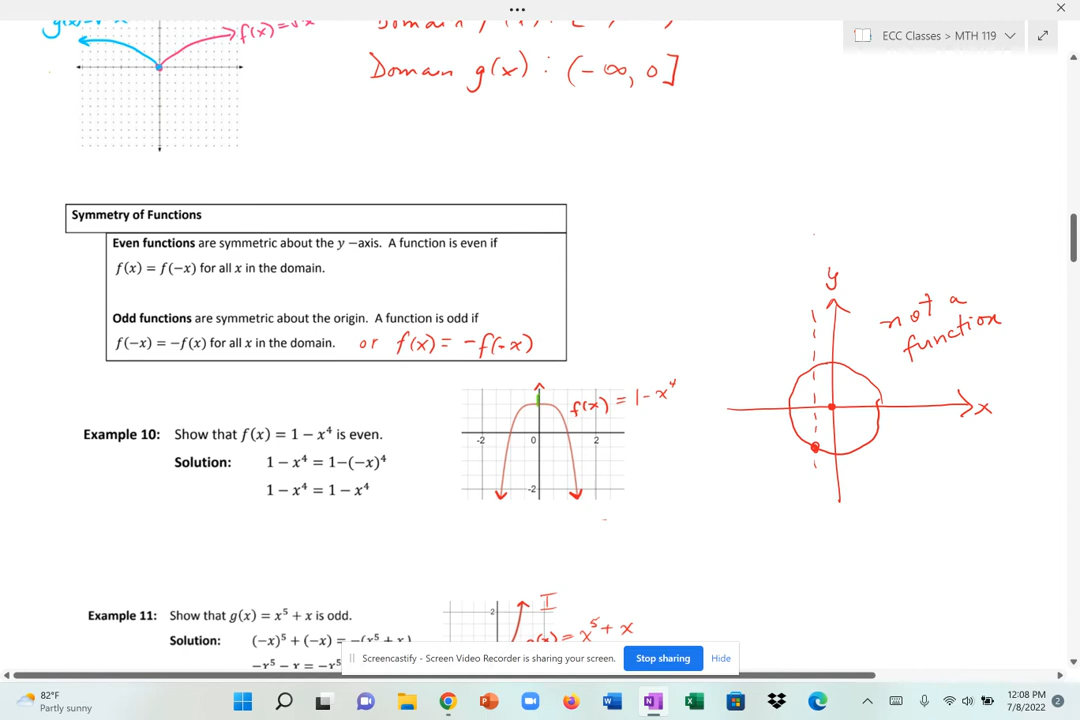 ECC Classes > MTH 119
f(x)=√x
Domain g(x) : (-∞, 0]
Symmetry of Functions
Even functions are symmetric about the y −axis. A function is even if
f(x) = f(−x) for all x in the domain.
Odd functions are symmetric about the origin. A function is odd if
f(−x) = −f(x) for all x in the domain. or f(x) = -f(-x)
y
not a
function
x
f(x) = 1-x⁴
-2 0 2
-2
Example 10: Show that f(x) = 1 − x⁴ is even.
Solution: 1 − x⁴ = 1−(−x)⁴
1 − x⁴ = 1 − x⁴
Example 11: Show that g(x) = x⁵ + x is odd.
2
I
Solution: (−x)⁵ + (−x) = −(x⁵ + x)
= x⁵ + x
−x⁵ − x = −x⁵
Screencastify - Screen Video Recorder is sharing your screen.
Stop sharing
Hide
82°F
Partly sunny
12:08 PM
7/8/2022
2